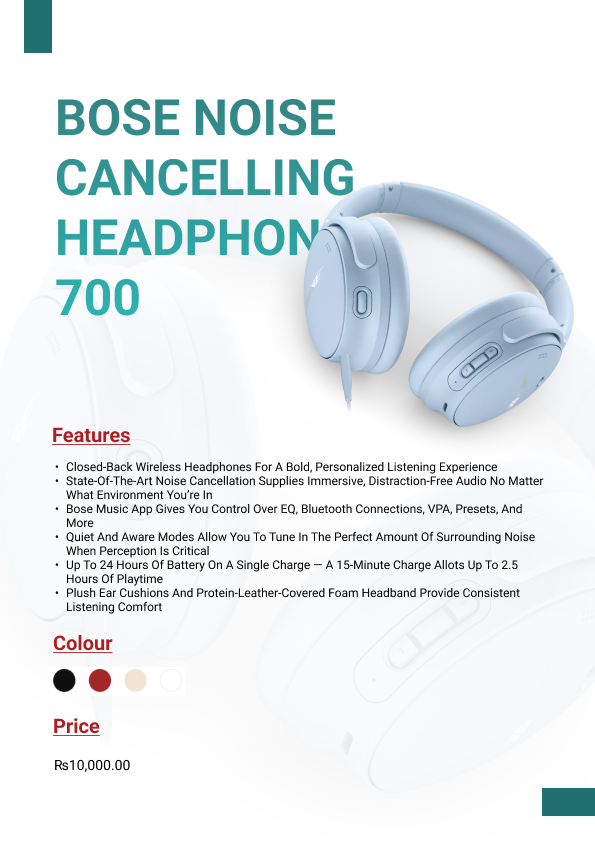 BOSE NOISE
CANCELLING
HEADPHON
700
Features
• Closed-Back Wireless Headphones For A Bold, Personalized Listening Experience
• State-Of-The-Art Noise Cancellation Supplies Immersive, Distraction-Free Audio No Matter
What Environment You're In
• Bose Music App Gives You Control Over EQ, Bluetooth Connections, VPA, Presets, And
More
• Quiet And Aware Modes Allow You To Tune In The Perfect Amount Of Surrounding Noise
When Perception Is Critical
• Up To 24 Hours Of Battery On A Single Charge — A 15-Minute Charge Allots Up To 2.5
Hours Of Playtime
• Plush Ear Cushions And Protein-Leather-Covered Foam Headband Provide Consistent
Listening Comfort
Colour
Price
₨10,000.00